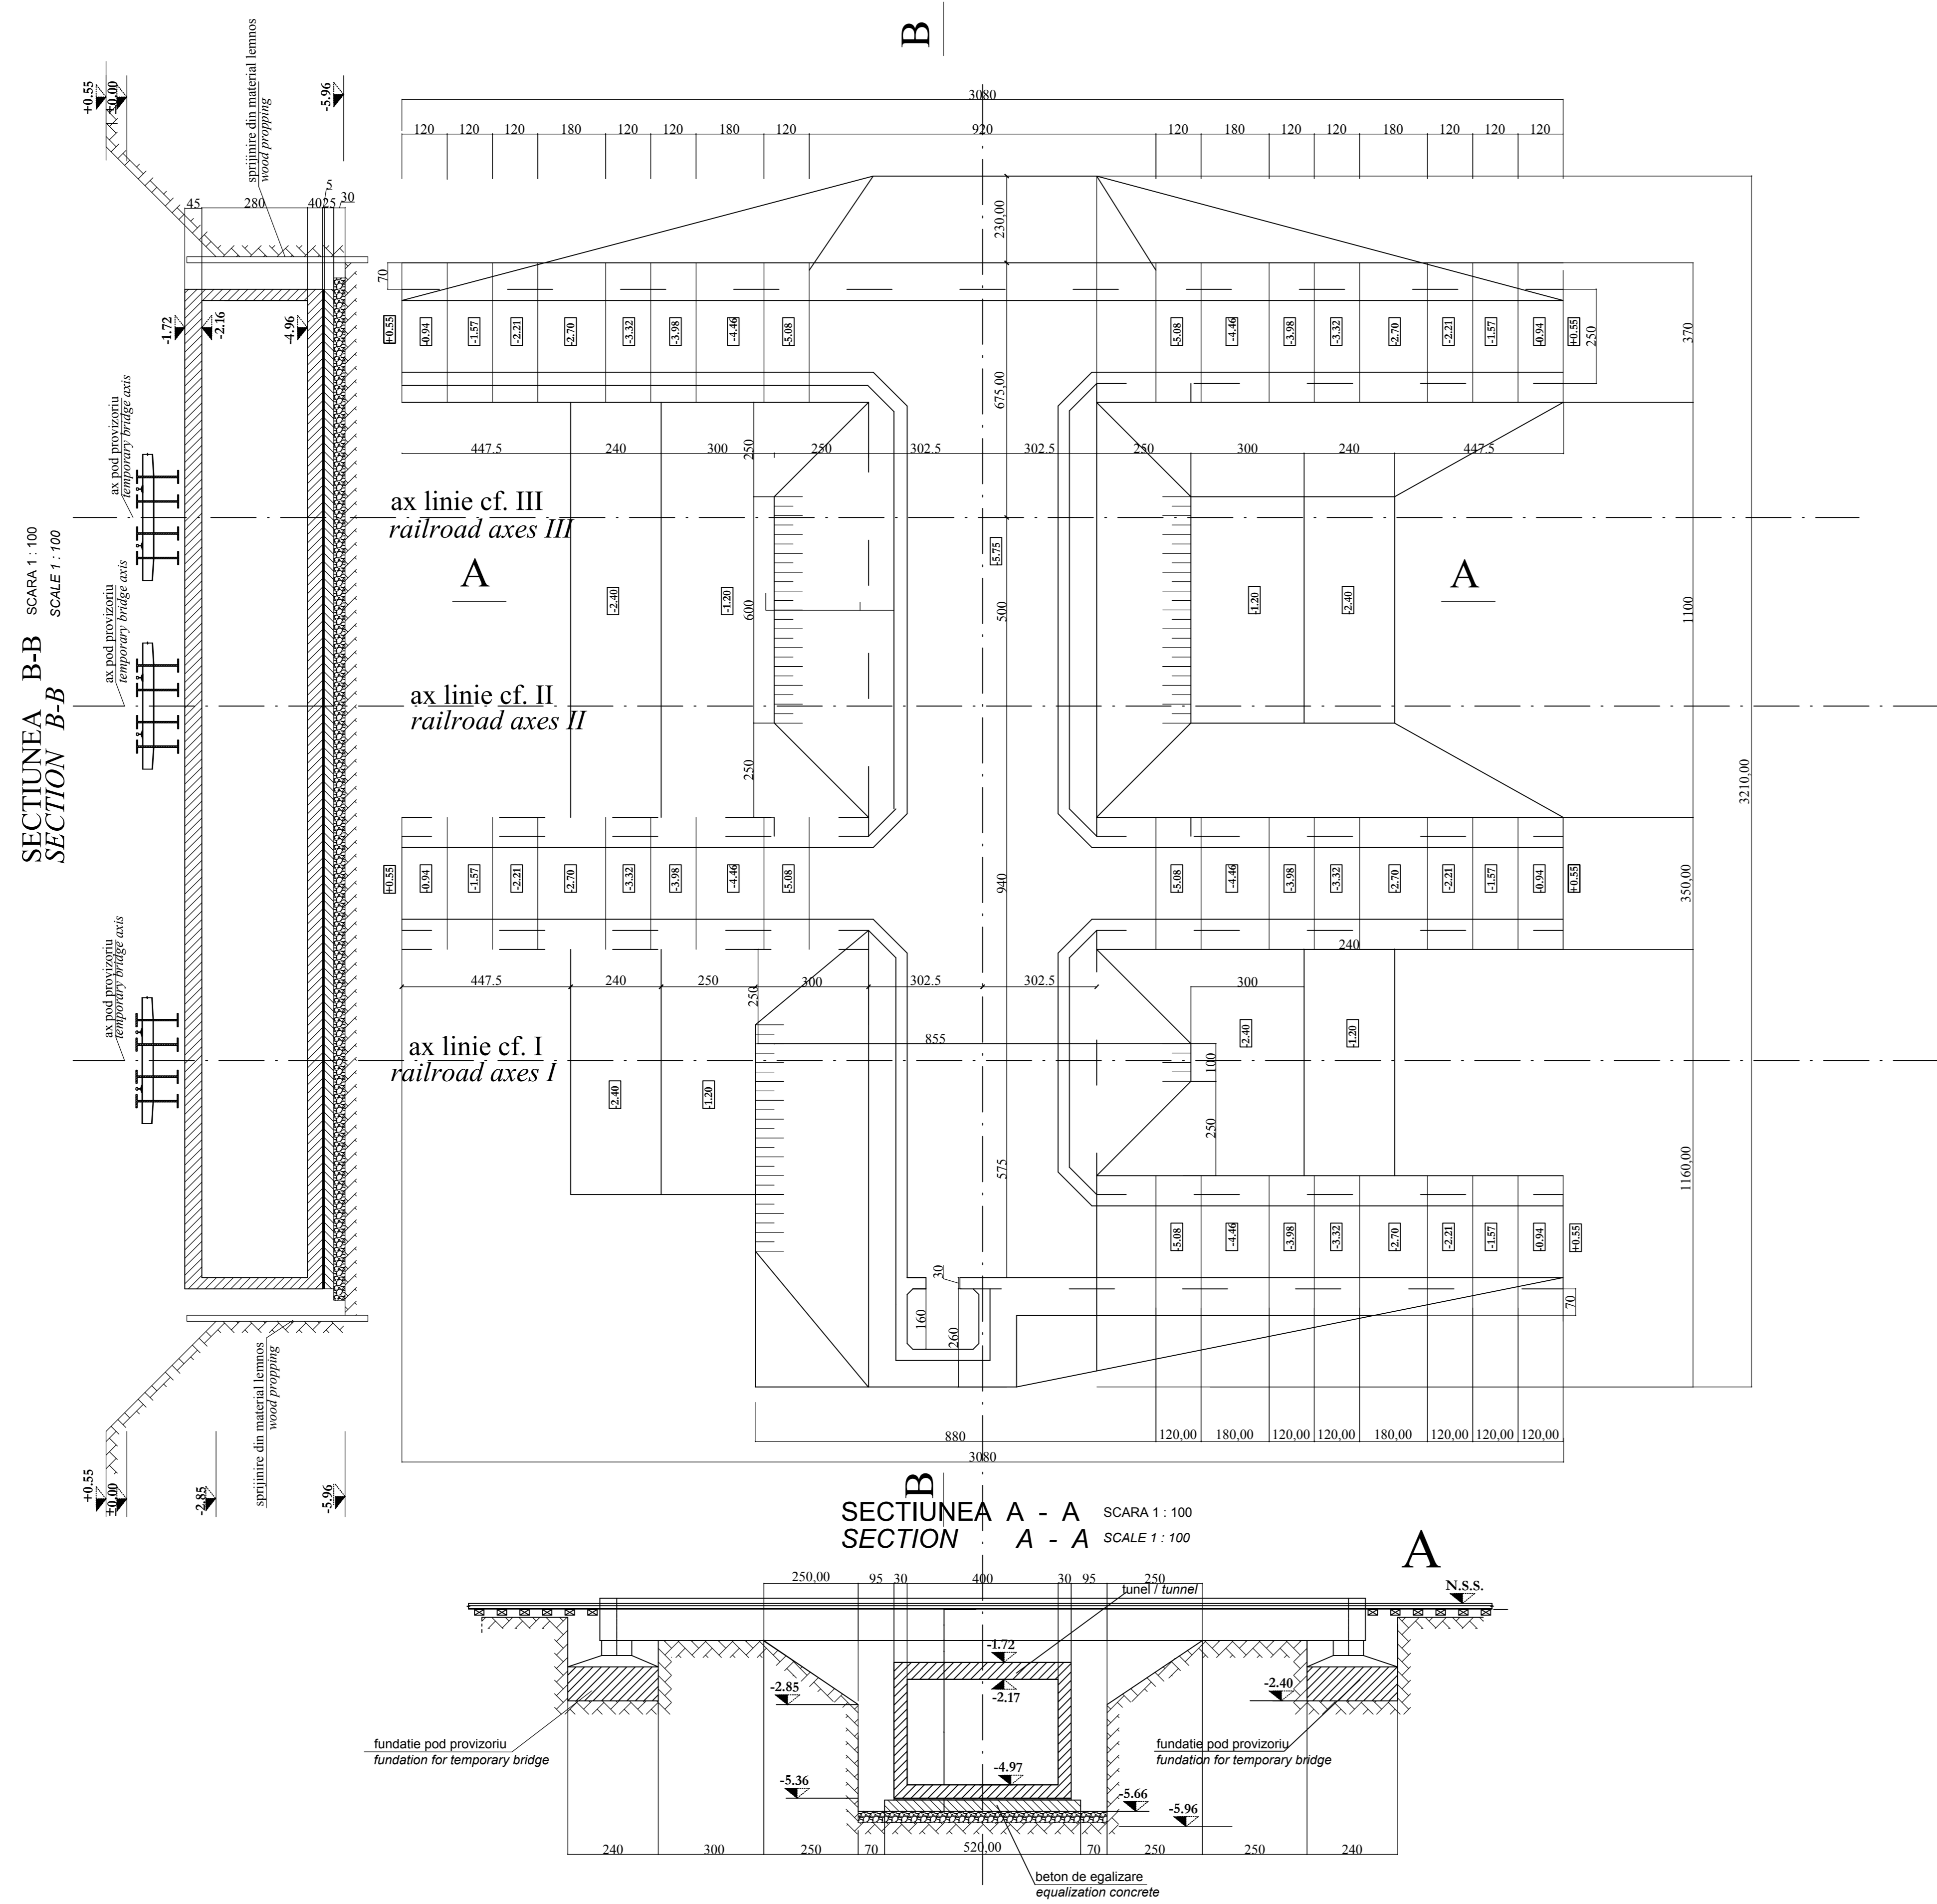 B
3080
120 120 120 180 120 120 180 120 920 120 180 120 120 180 120 120 120
+0.55
+0.00
-5.96
sprijinire din material lemnos
wood propping
45 280 40 25 5 30
-1.72
-2.16
-4.96
70
230,00
+0.55 -0.94 -1.57 -2.21 -2.70 -3.32 -3.98 -4.46 -5.08
-5.08 -4.46 -3.98 -3.32 -2.70 -2.21 -1.57 -0.94 +0.55
250
370
675,00
447.5 240 300 250 250 302.5 302.5 250 300 240 447.5
ax pod provizoriu
temporary bridge axis
ax linie cf. III
railroad axes III
SECTIUNEA B-B SCARA 1 : 100
SECTION B-B SCALE 1 : 100
A
-5.75
A
-2.40
-1.20
600
500
-1.20
-2.40
1100
ax pod provizoriu
temporary bridge axis
ax linie cf. II
railroad axes II
250
3210,00
+0.55 -0.94 -1.57 -2.21 -2.70 -3.32 -3.98 -4.46 -5.08
940
-5.08 -4.46 -3.98 -3.32 -2.70 -2.21 -1.57 -0.94 +0.55
350,00
240
447.5 240 250 250 300 302.5 302.5 300
ax pod provizoriu
temporary bridge axis
ax linie cf. I
railroad axes I
855
100
-2.40
-1.20
-2.40
-1.20
250
575
1160,00
-5.08 -4.46 -3.98 -3.32 -2.70 -2.21 -1.57 -0.94 +0.55
30
160
260
70
sprijinire din material lemnos
wood propping
880 120,00 180,00 120,00 120,00 180,00 120,00 120,00 120,00
3080
+0.55
+0.00
-2.85
-5.96
B
SECTIUNEA A - A SCARA 1 : 100
SECTION A - A SCALE 1 : 100
A
250,00 95 30 400 30 95 250
tunel / tunnel
N.S.S.
-1.72
-2.17
-2.85
-2.40
fundatie pod provizoriu
fundation for temporary bridge
fundatie pod provizoriu
fundation for temporary bridge
-4.97
-5.36
-5.66
-5.96
240 300 250 70 520,00 70 250 250 240
beton de egalizare
equalization concrete